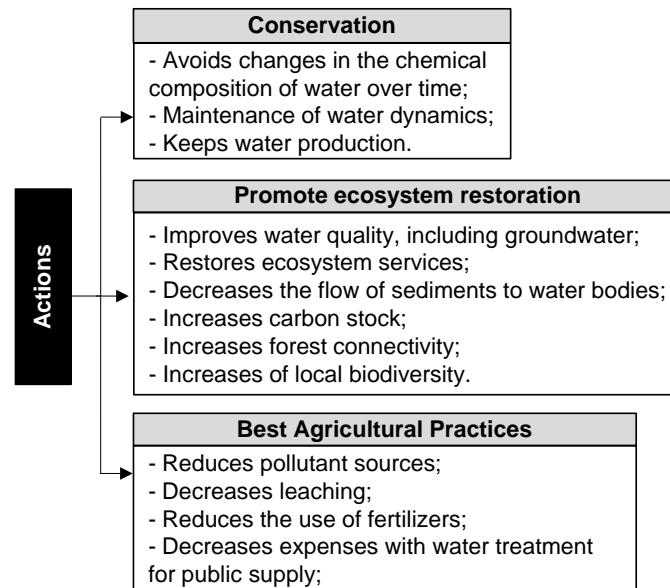 Conservation
- Avoids changes in the chemical
composition of water over time;
- Maintenance of water dynamics;
- Keeps water production.
Actions
Promote ecosystem restoration
- Improves water quality, including groundwater;
- Restores ecosystem services;
- Decreases the flow of sediments to water bodies;
- Increases carbon stock;
- Increases forest connectivity;
- Increases of local biodiversity.
Best Agricultural Practices
- Reduces pollutant sources;
- Decreases leaching;
- Reduces the use of fertilizers;
- Decreases expenses with water treatment
for public supply;